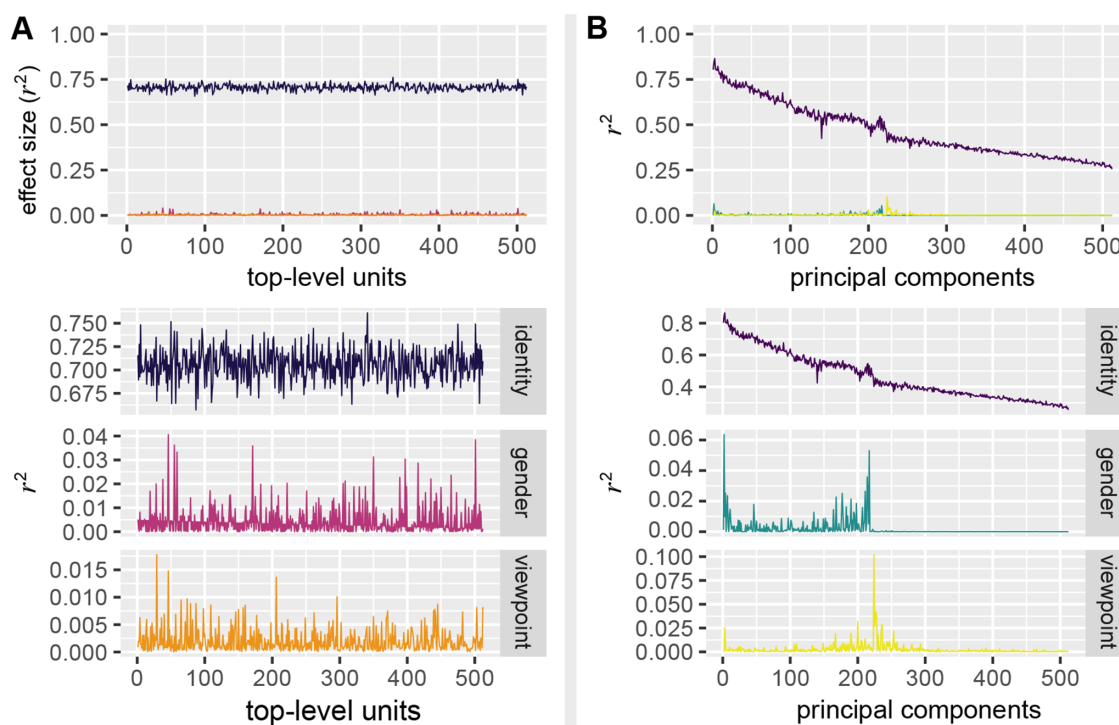 A
1.00
0.75
0.50
0.25
0.00
effect size (r²)
0 100 200 300 400 500
top-level units
0.750
0.725
0.700
0.675
identity
0.04
0.03
0.02
0.01
0.00
gender
r²
0.015
0.010
0.005
0.000
viewpoint
0 100 200 300 400 500
top-level units
B
1.00
0.75
0.50
0.25
0.00
r²
0 100 200 300 400 500
principal components
0.8
0.6
0.4
identity
0.06
0.04
0.02
0.00
gender
r²
0.100
0.075
0.050
0.025
0.000
viewpoint
0 100 200 300 400 500
principal components